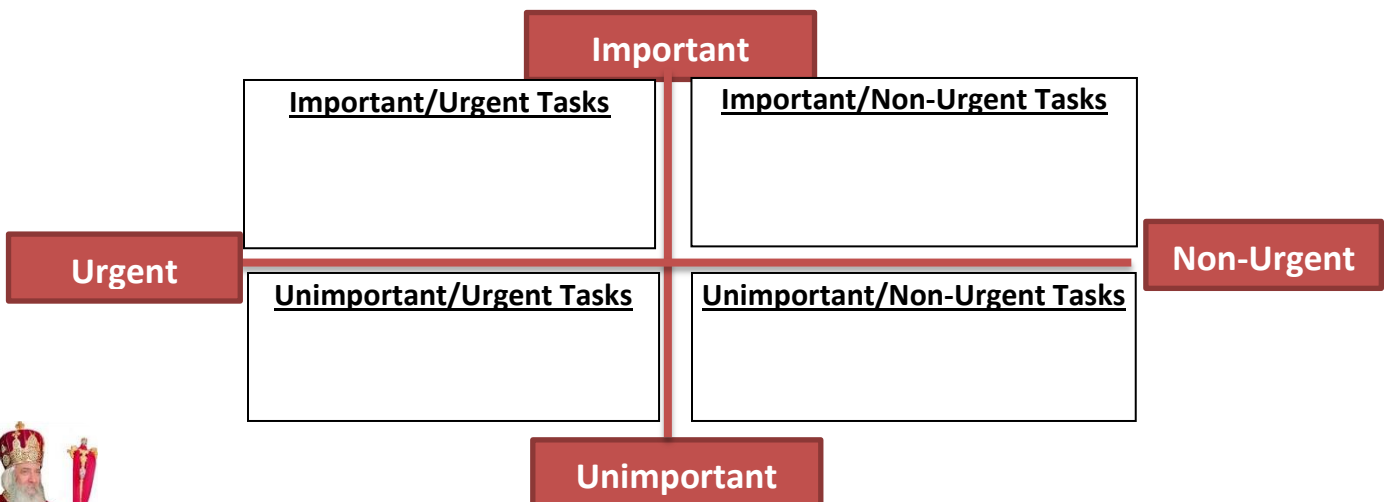 Important
Important/Urgent Tasks
Important/Non-Urgent Tasks
Urgent
Non-Urgent
Unimportant/Urgent Tasks
Unimportant/Non-Urgent Tasks
Unimportant